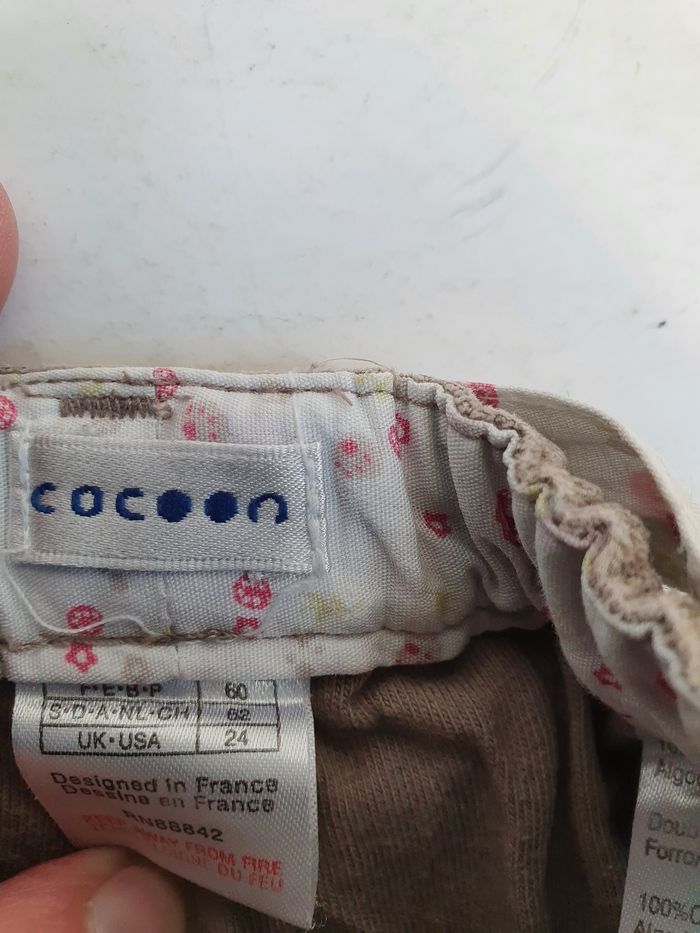 cocoon
F•E•B•P 60
S•D•A•NL•CH 62
UK•USA 24
Designed in France
Dessine en France
RN88842
KEEP AWAY FROM FIRE
DU FEU
100%C